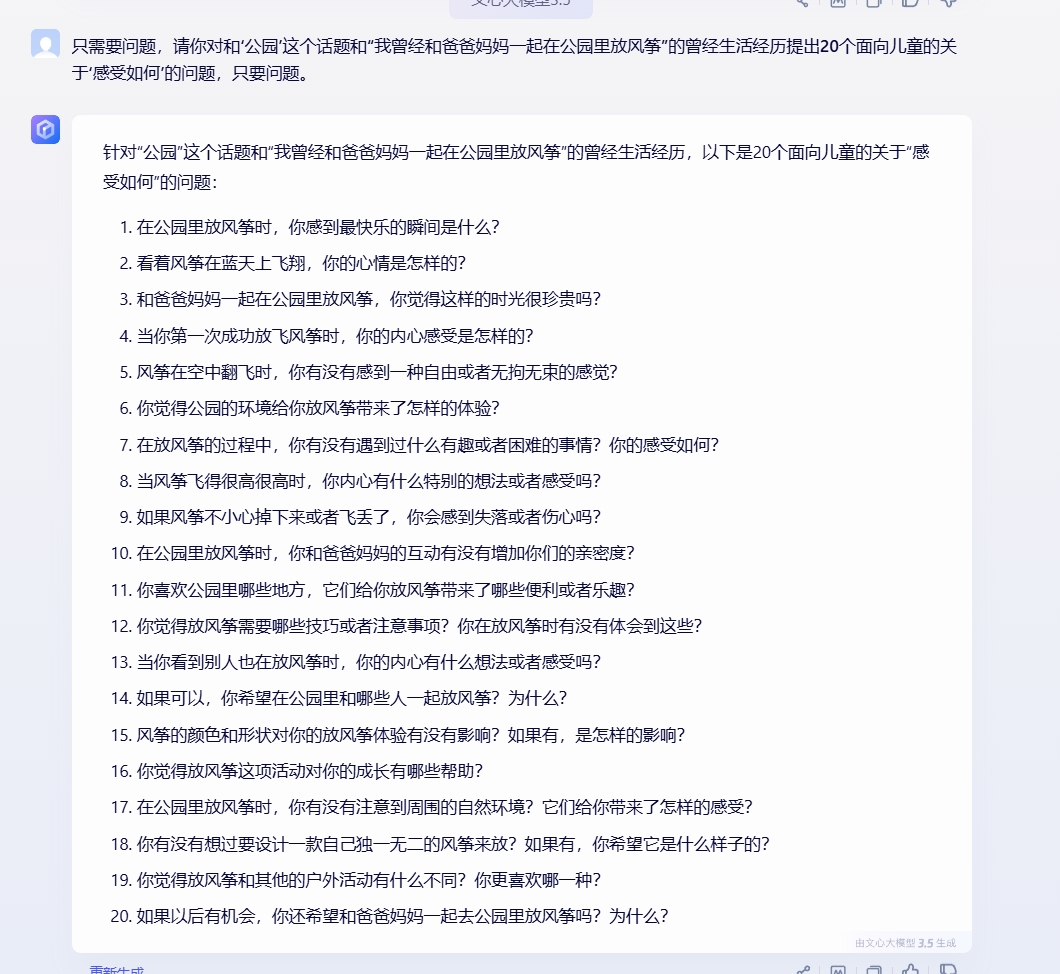 文心大模型3.5
只需要问题，请你对和‘公园’这个话题和“我曾经和爸爸妈妈一起在公园里放风筝”的曾经生活经历提出20个面向儿童的关
于‘感受如何’的问题，只要问题。
针对“公园”这个话题和“我曾经和爸爸妈妈一起在公园里放风筝”的曾经生活经历，以下是20个面向儿童的关于“感
受如何”的问题：
1. 在公园里放风筝时，你感到最快乐的瞬间是什么？
2. 看着风筝在蓝天上飞翔，你的心情是怎样的？
3. 和爸爸妈妈一起在公园里放风筝，你觉得这样的时光很珍贵吗？
4. 当你第一次成功放飞风筝时，你的内心感受是怎样的？
5. 风筝在空中翻飞时，你有没有感到一种自由或者无拘无束的感觉？
6. 你觉得公园的环境给你放风筝带来了怎样的体验？
7. 在放风筝的过程中，你有没有遇到过什么有趣或者困难的事情？你的感受如何？
8. 当风筝飞得很高很高时，你内心有什么特别的想法或者感受吗？
9. 如果风筝不小心掉下来或者飞丢了，你会感到失落或者伤心吗？
10. 在公园里放风筝时，你和爸爸妈妈的互动有没有增加你们的亲密度？
11. 你喜欢公园里哪些地方，它们给你放风筝带来了哪些便利或者乐趣？
12. 你觉得放风筝需要哪些技巧或者注意事项？你在放风筝时有没有体会到这些？
13. 当你看到别人也在放风筝时，你的内心有什么想法或者感受吗？
14. 如果可以，你希望在公园里和哪些人一起放风筝？为什么？
15. 风筝的颜色和形状对你的放风筝体验有没有影响？如果有，是怎样的影响？
16. 你觉得放风筝这项活动对你的成长有哪些帮助？
17. 在公园里放风筝时，你有没有注意到周围的自然环境？它们给你带来了怎样的感受？
18. 你有没有想过要设计一款自己独一无二的风筝来放？如果有，你希望它是什么样子的？
19. 你觉得放风筝和其他的户外活动有什么不同？你更喜欢哪一种？
20. 如果以后有机会，你还希望和爸爸妈妈一起去公园里放风筝吗？为什么？
由文心大模型 3.5 生成
重新生成